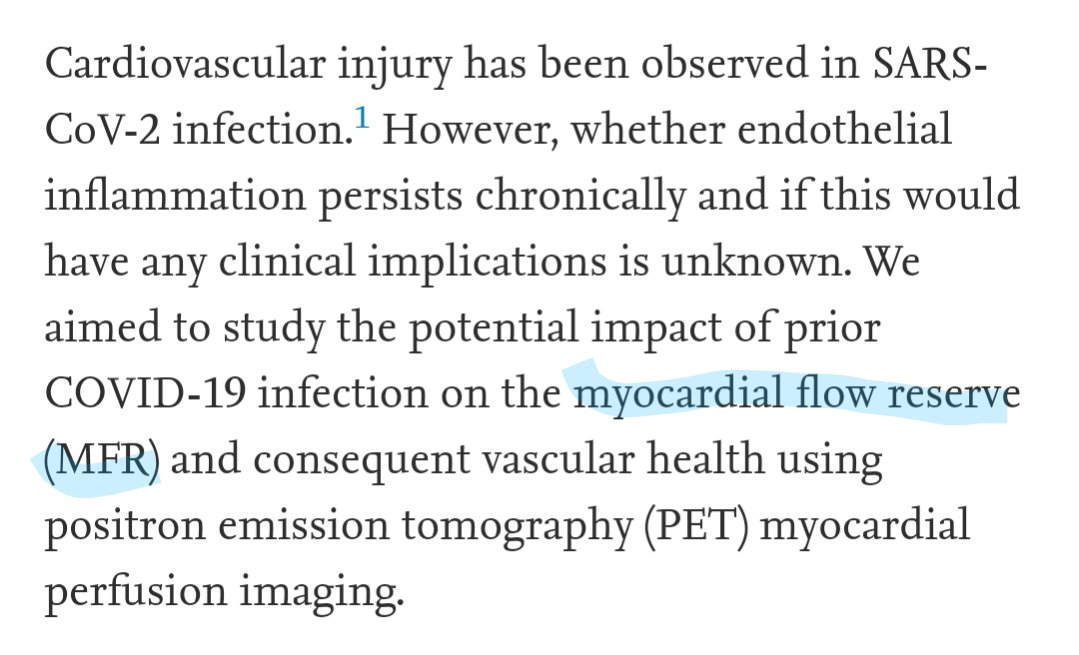 Cardiovascular injury has been observed in SARS-
CoV-2 infection.1 However, whether endothelial
inflammation persists chronically and if this would
have any clinical implications is unknown. We
aimed to study the potential impact of prior
COVID-19 infection on the myocardial flow reserve
(MFR) and consequent vascular health using
positron emission tomography (PET) myocardial
perfusion imaging.